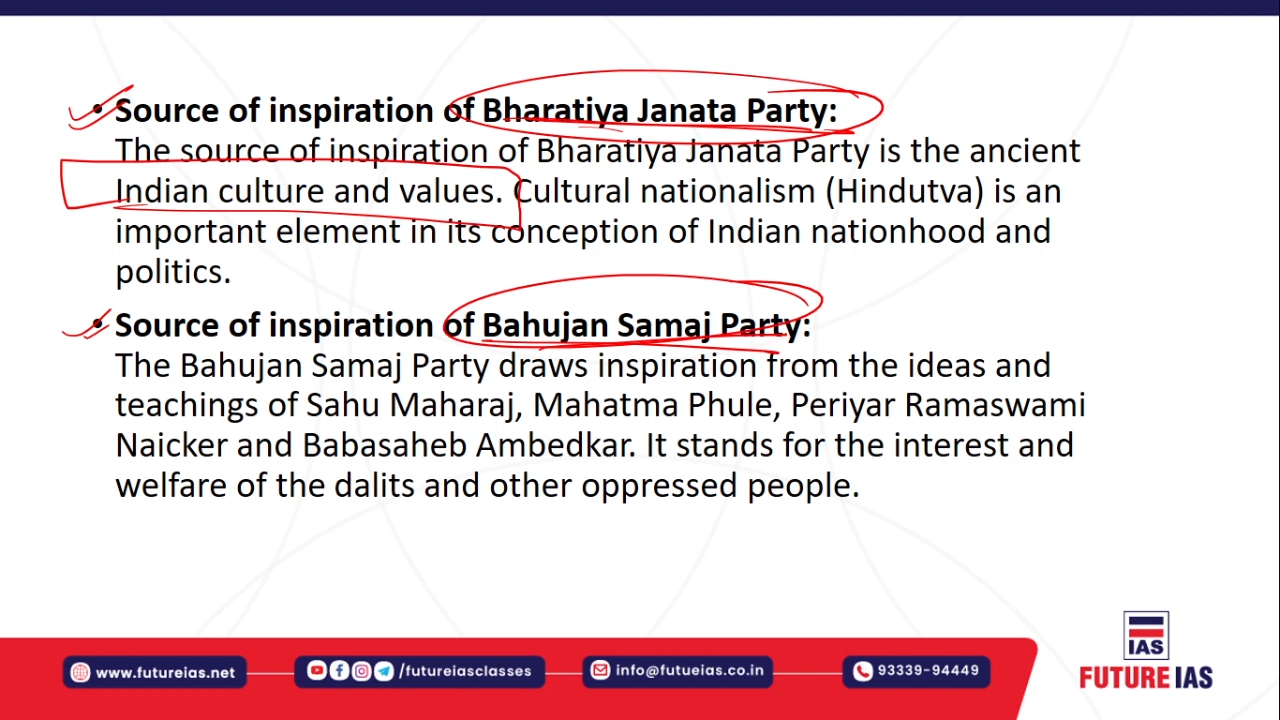 • Source of inspiration of Bharatiya Janata Party:
The source of inspiration of Bharatiya Janata Party is the ancient
Indian culture and values. Cultural nationalism (Hindutva) is an
important element in its conception of Indian nationhood and
politics.
• Source of inspiration of Bahujan Samaj Party:
The Bahujan Samaj Party draws inspiration from the ideas and
teachings of Sahu Maharaj, Mahatma Phule, Periyar Ramaswami
Naicker and Babasaheb Ambedkar. It stands for the interest and
welfare of the dalits and other oppressed people.
www.futureias.net
/futureiasclasses
info@futueias.co.in
93339-94449
IAS
FUTURE IAS